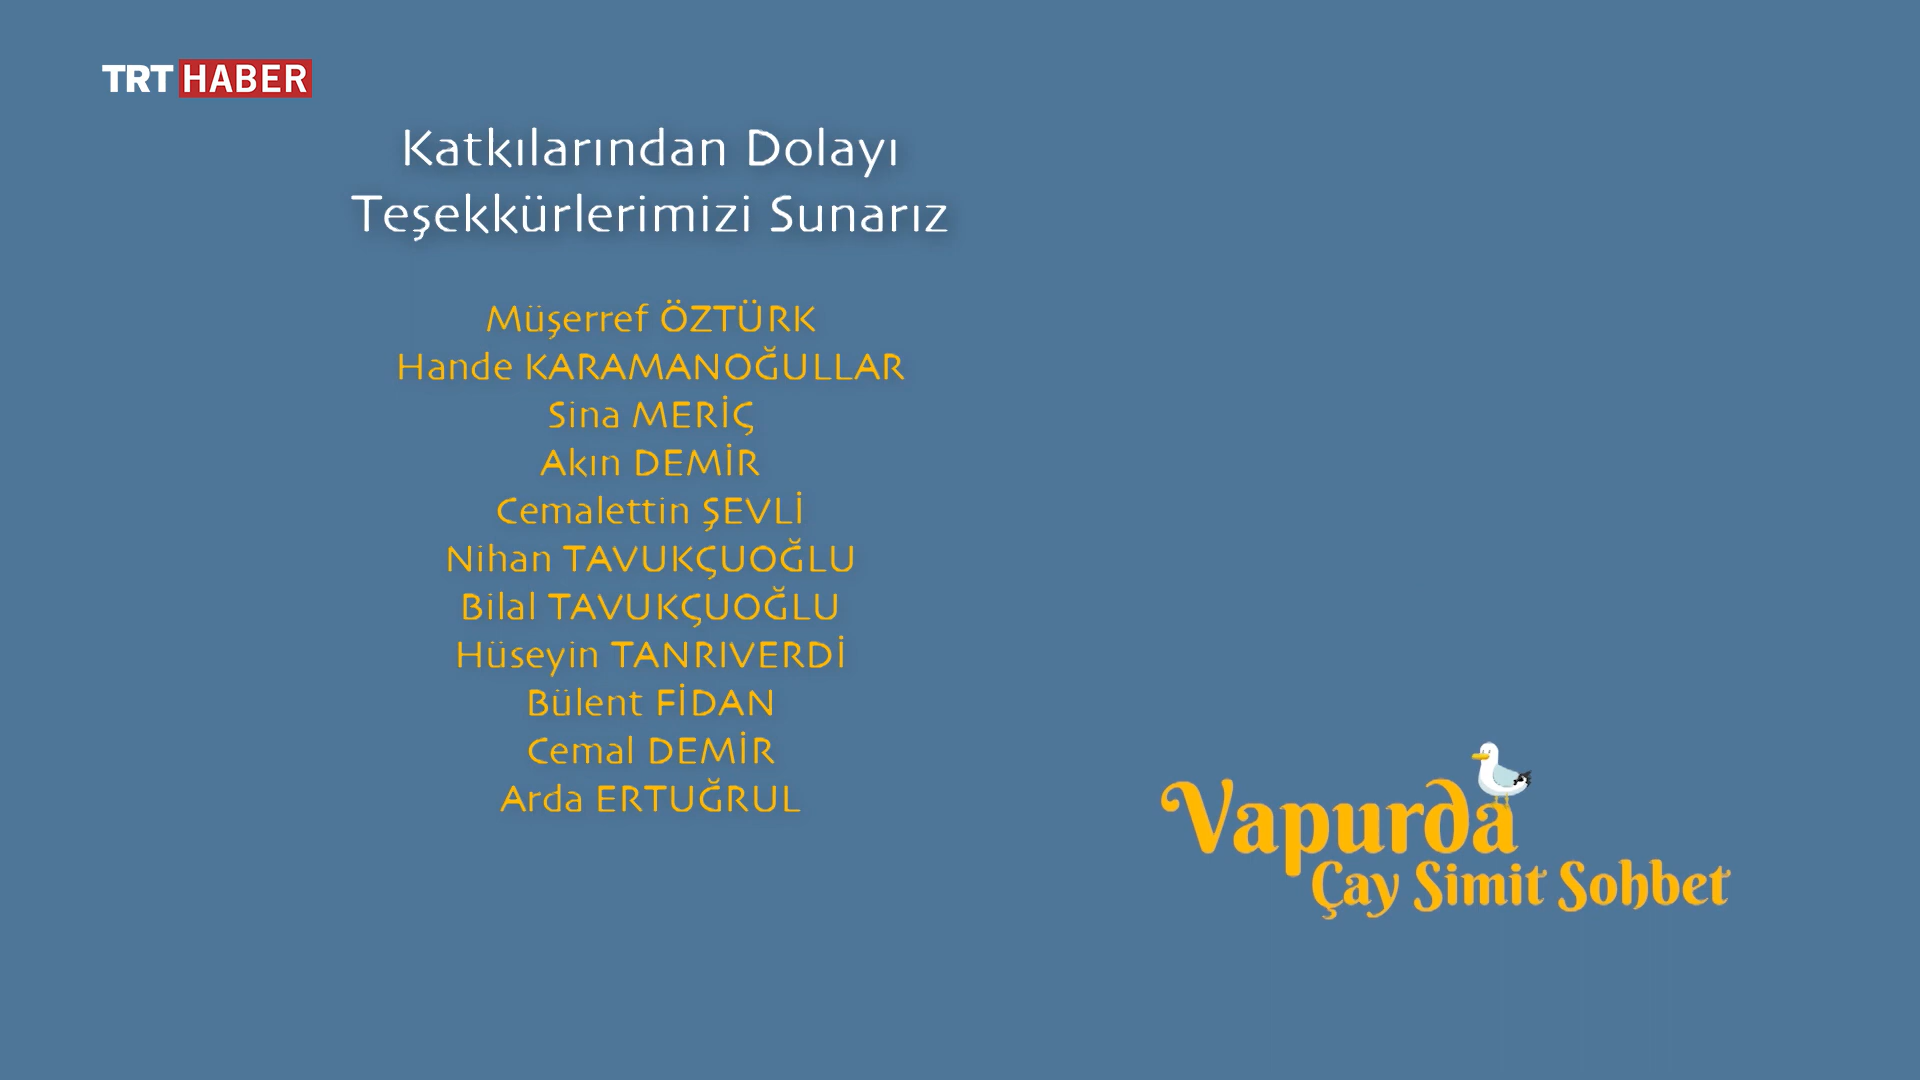 TRT HABER
Katkılarından Dolayı
Teşekkürlerimizi Sunarız
Müşerref ÖZTÜRK
Hande KARAMANOĞULLAR
Sina MERİÇ
Akın DEMİR
Cemalettin ŞEVLİ
Nihan TAVUKÇUOĞLU
Bilal TAVUKÇUOĞLU
Hüseyin TANRIVERDİ
Bülent FİDAN
Cemal DEMİR
Arda ERTUĞRUL
Vapurda
Çay Simit Sohbet